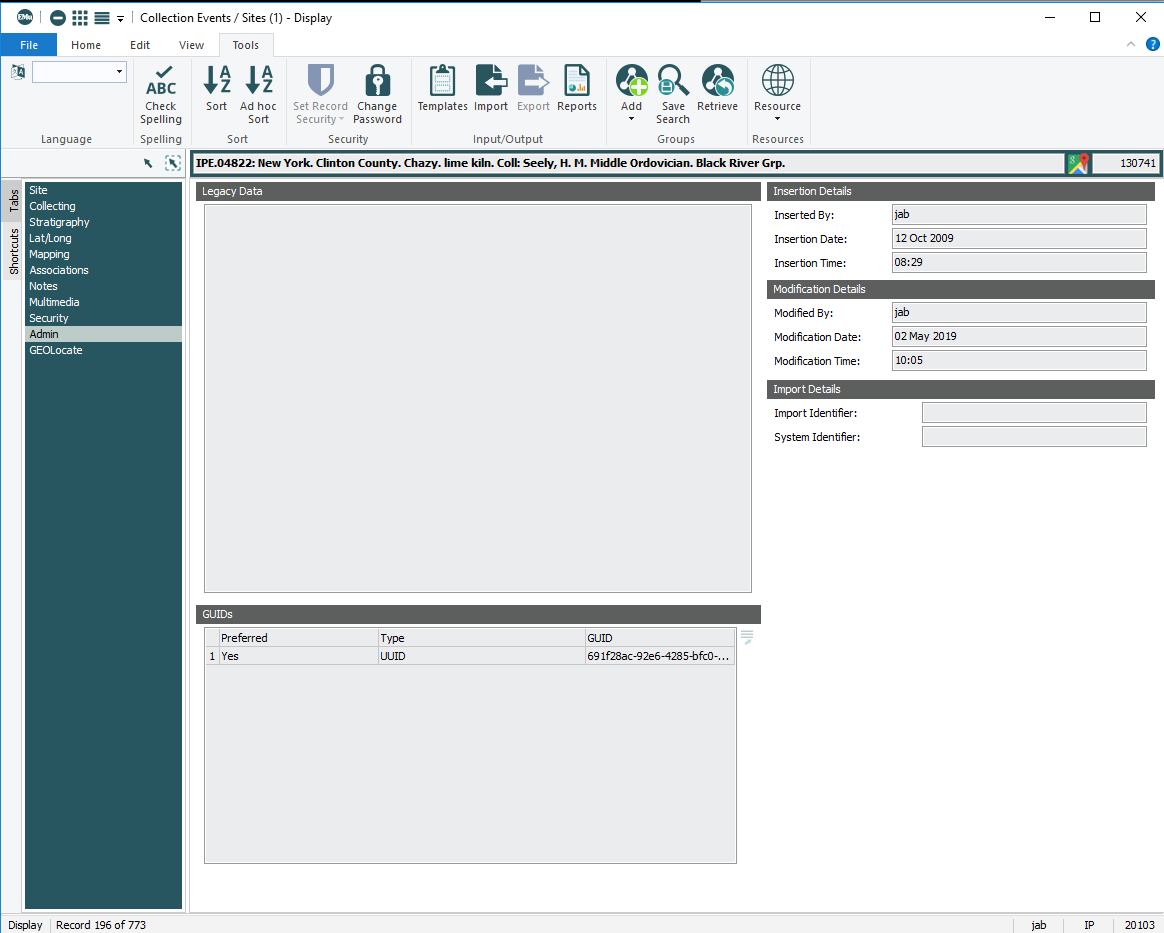 EMu Collection Events / Sites (1) - Display
File Home Edit View Tools ?
ABC
Check Spelling
A Z
Sort
A Z
Ad hoc Sort
Set Record Security
Change Password
Templates
Import
Export
Reports
Add
Save Search
Retrieve
Resource
Language Spelling Sort Security Input/Output Groups Resources
IPE.04822: New York. Clinton County. Chazy. lime kiln. Coll: Seely, H. M. Middle Ordovician. Black River Grp. 130741
Tabs
Shortcuts
Site
Collecting
Stratigraphy
Lat/Long
Mapping
Associations
Notes
Multimedia
Security
Admin
GEOLocate
Legacy Data
GUIDs
Preferred Type GUID
1 Yes UUID 691f28ac-92e6-4285-bfc0-...
Insertion Details
Inserted By: jab
Insertion Date: 12 Oct 2009
Insertion Time: 08:29
Modification Details
Modified By: jab
Modification Date: 02 May 2019
Modification Time: 10:05
Import Details
Import Identifier:
System Identifier:
Display Record 196 of 773 jab IP 20103